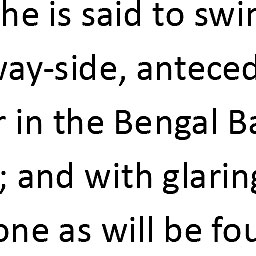 he is said to swin
way-side, anteced
r in the Bengal Ba
; and with glaring
one as will be fou